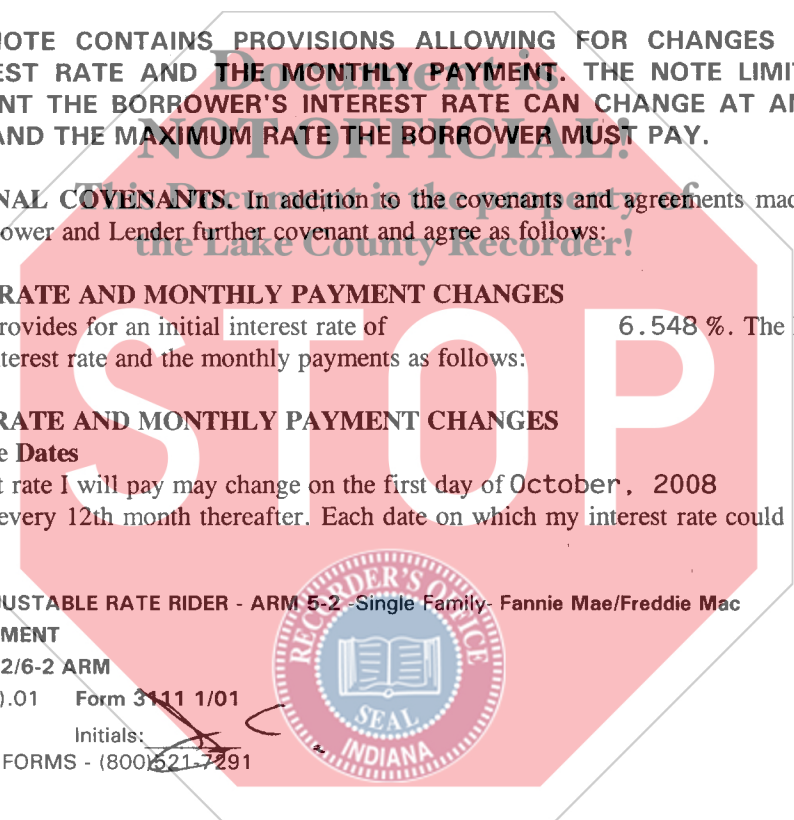 NOTE CONTAINS PROVISIONS ALLOWING FOR CHANGES
EST RATE AND THE MONTHLY PAYMENT. THE NOTE LIMIT
NT THE BORROWER'S INTEREST RATE CAN CHANGE AT AN
AND THE MAXIMUM RATE THE BORROWER MUST PAY.
Document is
NOT OFFICIAL!
This Document is the property of
the Lake County Recorder!
NAL COVENANTS. In addition to the covenants and agreements mad
ower and Lender further covenant and agree as follows:
RATE AND MONTHLY PAYMENT CHANGES
rovides for an initial interest rate of 6.548 %. The
terest rate and the monthly payments as follows:
STOP
RATE AND MONTHLY PAYMENT CHANGES
e Dates
t rate I will pay may change on the first day of October, 2008
every 12th month thereafter. Each date on which my interest rate could
JUSTABLE RATE RIDER - ARM 5-2 -Single Family- Fannie Mae/Freddie Mac
MENT
2/6-2 ARM
).01 Form 3111 1/01
Initials:
FORMS - (800)521-7291
RECORDER'S OFFICE
SEAL
INDIANA